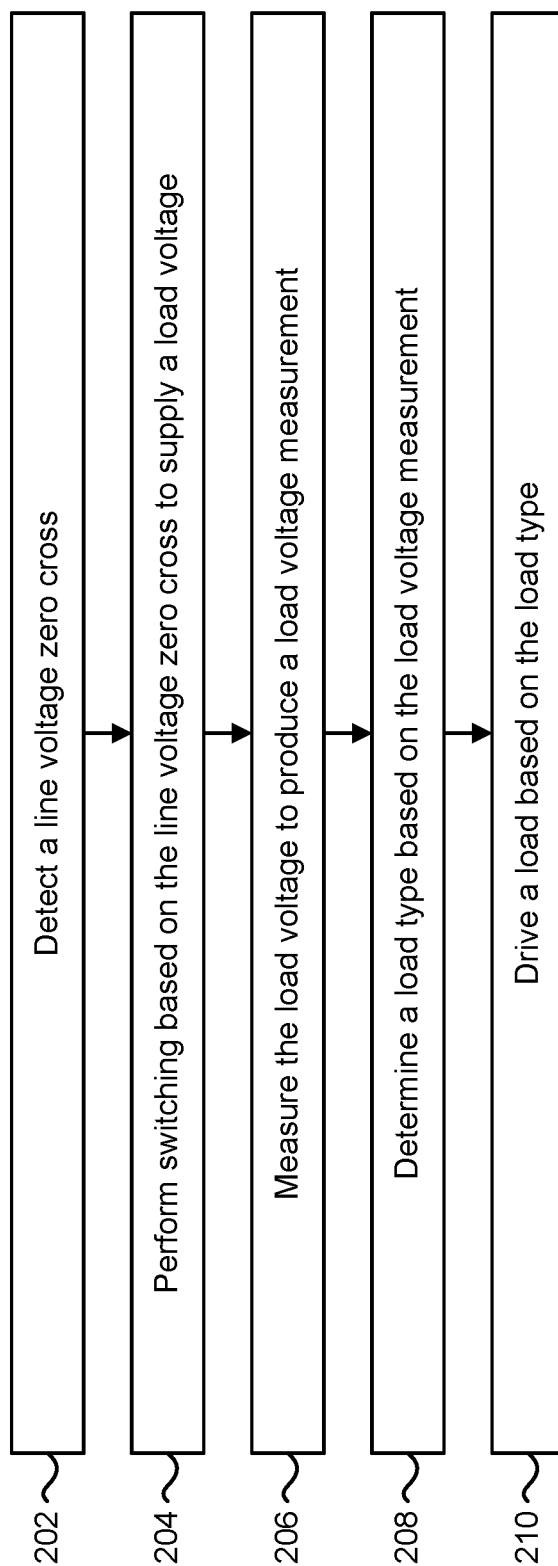 202
Detect a line voltage zero cross
204
Perform switching based on the line voltage zero cross to supply a load voltage
206
Measure the load voltage to produce a load voltage measurement
208
Determine a load type based on the load voltage measurement
210
Drive a load based on the load type